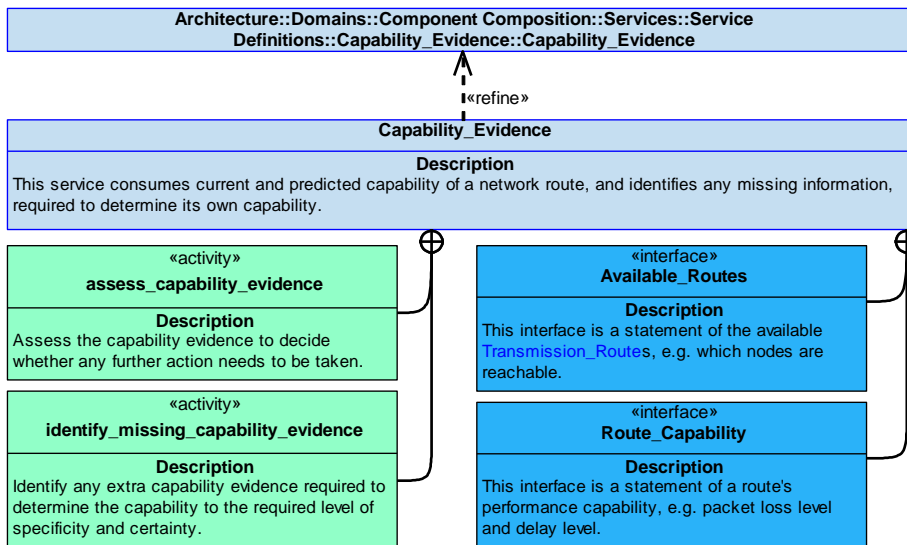 Architecture::Domains::Component Composition::Services::Service
Definitions::Capability_Evidence::Capability_Evidence
«refine»
Capability_Evidence
Description
This service consumes current and predicted capability of a network route, and identifies any missing information,
required to determine its own capability.
«activity»
assess_capability_evidence
Description
Assess the capability evidence to decide
whether any further action needs to be taken.
«activity»
identify_missing_capability_evidence
Description
Identify any extra capability evidence required to
determine the capability to the required level of
specificity and certainty.
«interface»
Available_Routes
Description
This interface is a statement of the available
Transmission_Routes, e.g. which nodes are
reachable.
«interface»
Route_Capability
Description
This interface is a statement of a route's
performance capability, e.g. packet loss level
and delay level.